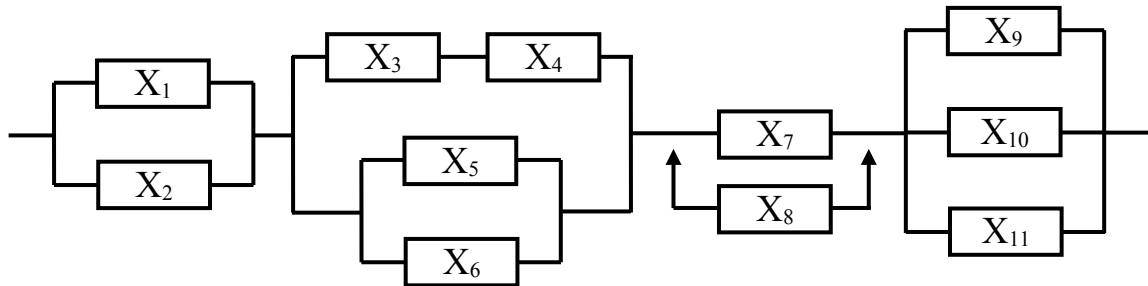 X₁
X₂
X₃
X₄
X₅
X₆
X₇
X₈
X₉
X₁₀
X₁₁